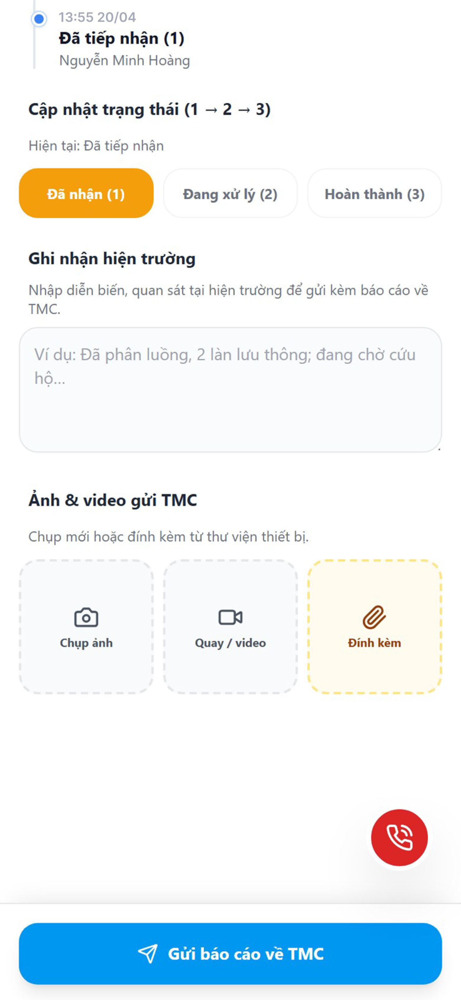 13:55 20/04
Đã tiếp nhận (1)
Nguyễn Minh Hoàng
Cập nhật trạng thái (1 → 2 → 3)
Hiện tại: Đã tiếp nhận
Đã nhận (1)
Đang xử lý (2)
Hoàn thành (3)
Ghi nhận hiện trường
Nhập diễn biến, quan sát tại hiện trường để gửi kèm báo cáo về
TMC.
Ví dụ: Đã phân luồng, 2 làn lưu thông; đang chờ cứu
hộ...
Ảnh & video gửi TMC
Chụp mới hoặc đính kèm từ thư viện thiết bị.
Chụp ảnh
Quay / video
Đính kèm
Gửi báo cáo về TMC